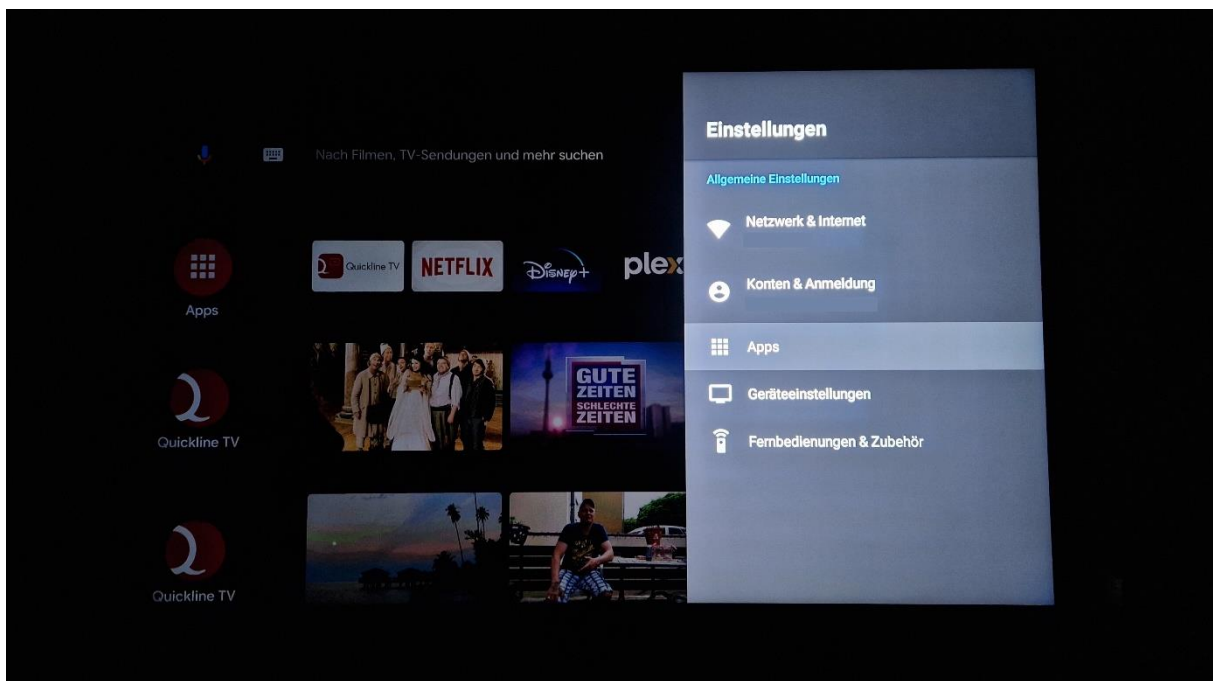 Nach Filmen, TV-Sendungen und mehr suchen
Apps
Quickline TV
NETFLIX
Disney+
plex
GUTE
ZEITEN
SCHLECHTE
ZEITEN
Quickline TV
Quickline TV
Einstellungen
Allgemeine Einstellungen
Netzwerk & Internet
Konten & Anmeldung
Apps
Geräteeinstellungen
Fernbedienungen & Zubehör